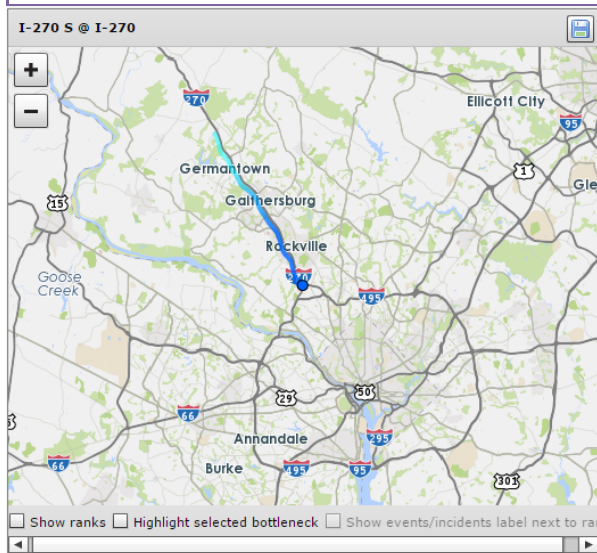 I-270 S @ I-270
+
−
270
Ellicott City
95
1
Germantown
Gle
15
Gaithersburg
Rockville
Goose
Creek
270
495
29
50
66
Annandale
295
Burke
66
495
95
301
Show ranks Highlight selected bottleneck Show events/incidents label next to ran